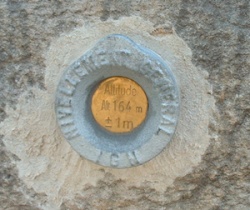 NIVELLEMENT GENERAL
IGN
Altitude
Alt 164 m
± 1m